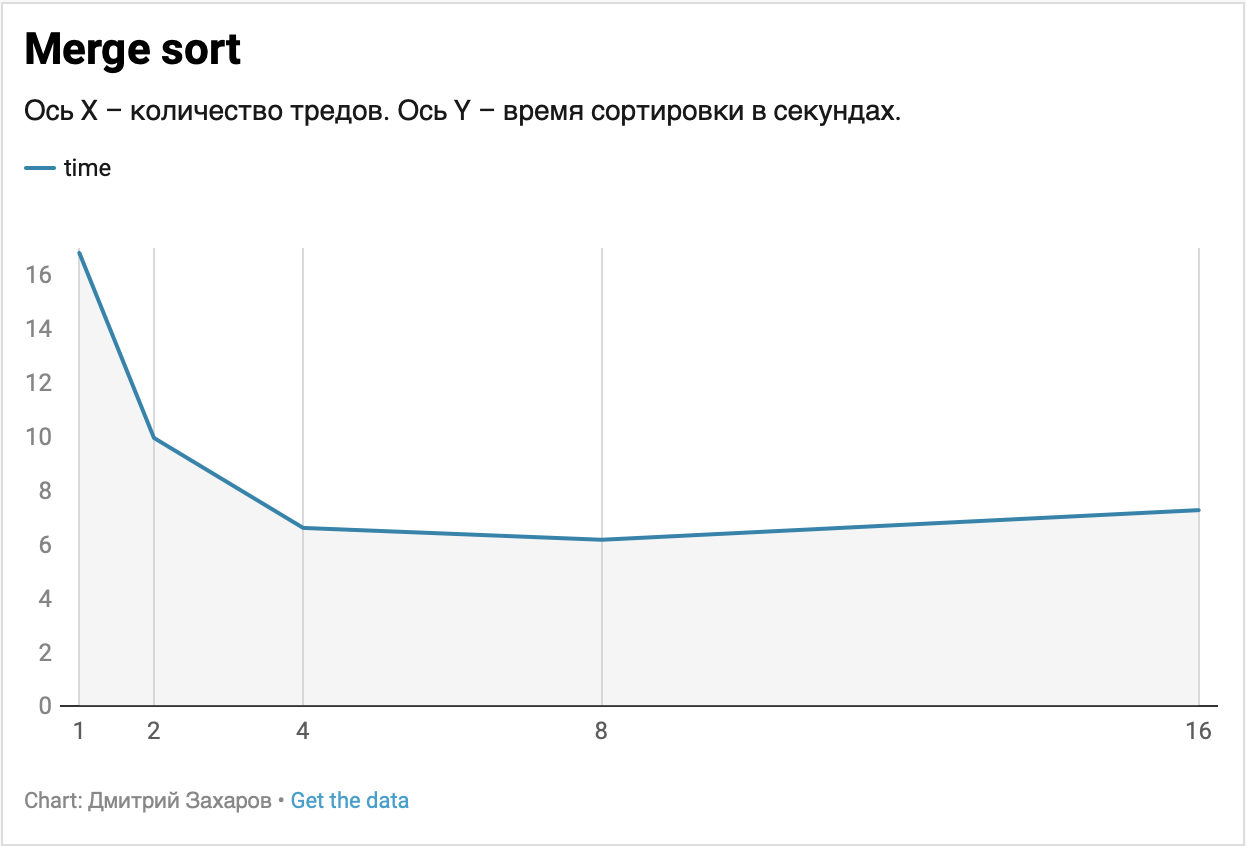 Merge sort
Ось X – количество тредов. Ось Y – время сортировки в секундах.
time
16
14
12
10
8
6
4
2
0
1 2 4 8 16
Chart: Дмитрий Захаров • Get the data